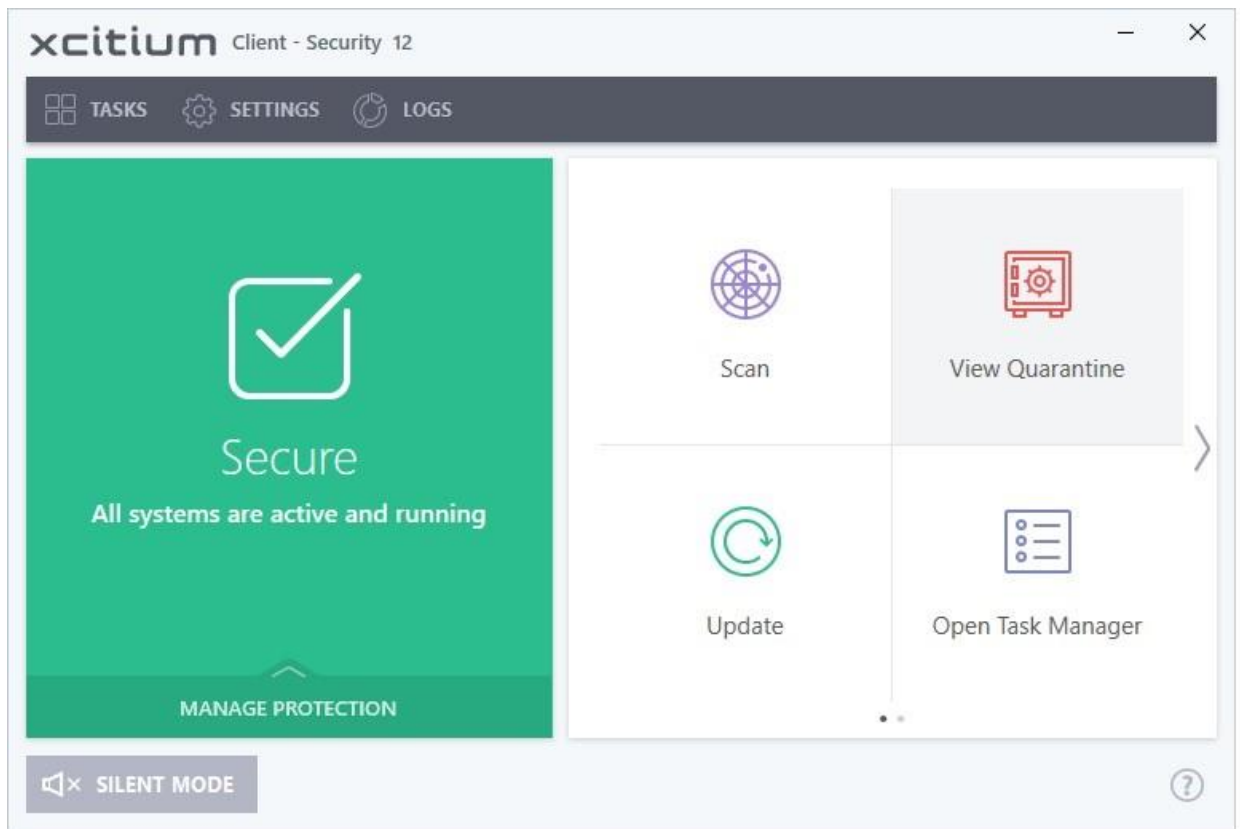 xcitium Client - Security 12
TASKS SETTINGS LOGS
Secure
All systems are active and running
MANAGE PROTECTION
Scan
View Quarantine
Update
Open Task Manager
SILENT MODE
?